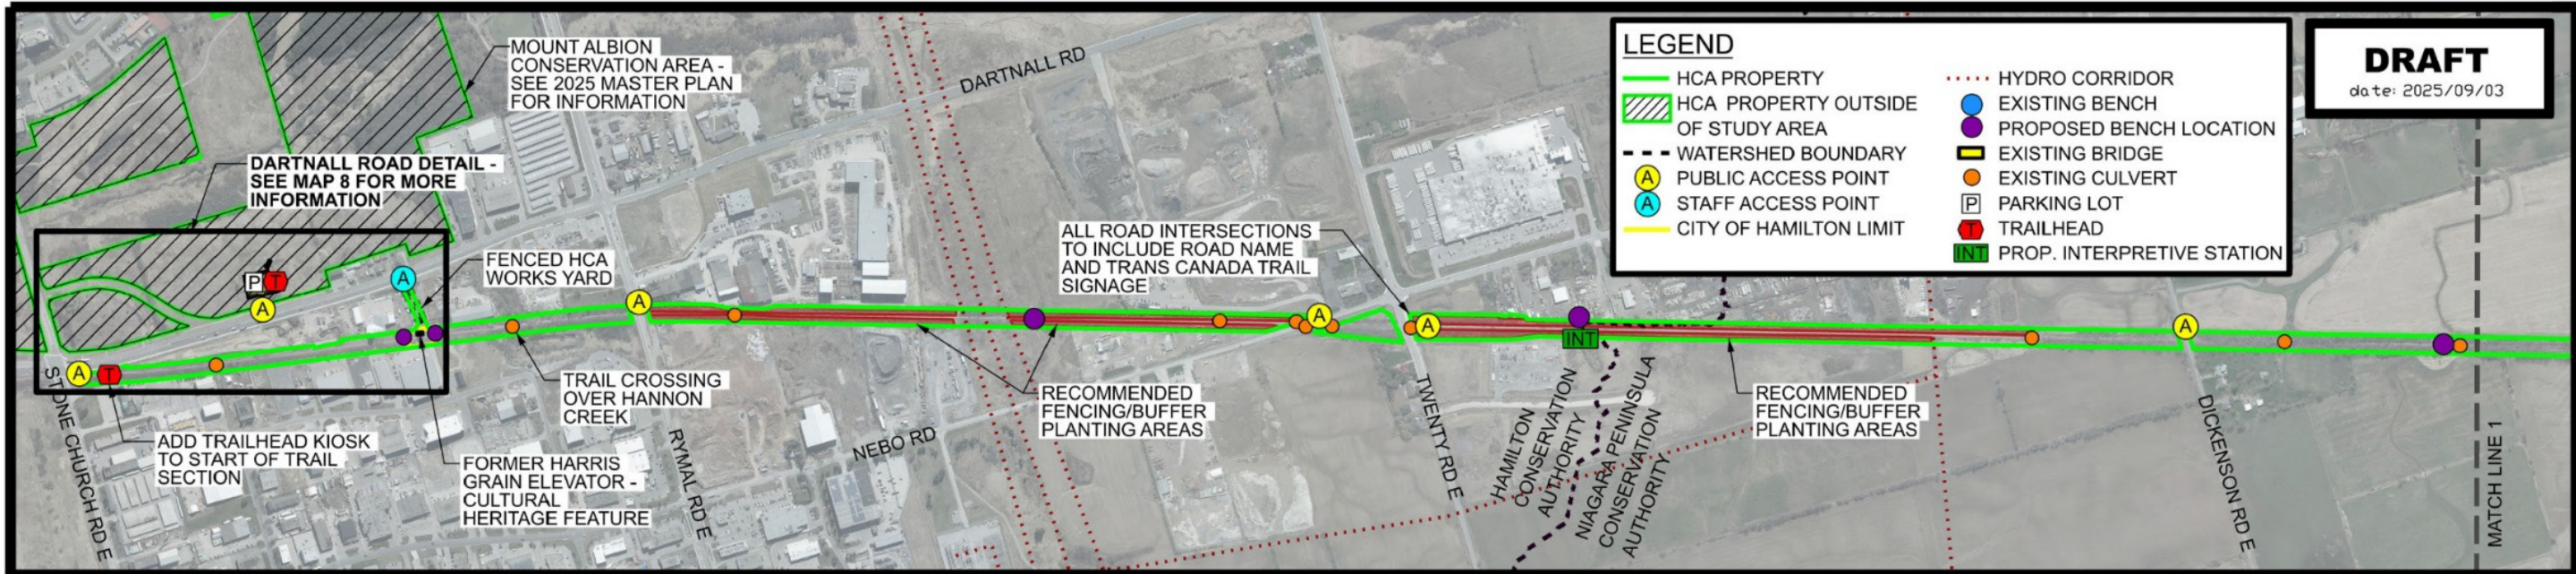 MOUNT ALBION
CONSERVATION AREA -
SEE 2025 MASTER PLAN
FOR INFORMATION
DARTNALL RD
LEGEND
HCA PROPERTY
HCA PROPERTY OUTSIDE
OF STUDY AREA
WATERSHED BOUNDARY
A PUBLIC ACCESS POINT
A STAFF ACCESS POINT
CITY OF HAMILTON LIMIT
HYDRO CORRIDOR
EXISTING BENCH
PROPOSED BENCH LOCATION
EXISTING BRIDGE
EXISTING CULVERT
P PARKING LOT
T TRAILHEAD
INT PROP. INTERPRETIVE STATION
DRAFT
date: 2025/09/03
DARTNALL ROAD DETAIL -
SEE MAP 8 FOR MORE
INFORMATION
FENCED HCA
WORKS YARD
ALL ROAD INTERSECTIONS
TO INCLUDE ROAD NAME
AND TRANS CANADA TRAIL
SIGNAGE
P T
A
A
A
A
A
A
INT
A T
STONE CHURCH RD E
ADD TRAILHEAD KIOSK
TO START OF TRAIL
SECTION
FORMER HARRIS
GRAIN ELEVATOR -
CULTURAL
HERITAGE FEATURE
TRAIL CROSSING
OVER HANNON
CREEK
RYMAL RD E
NEBO RD
RECOMMENDED
FENCING/BUFFER
PLANTING AREAS
TWENTY RD E
HAMILTON
CONSERVATION
AUTHORITY
NIAGARA PENINSULA
CONSERVATION
AUTHORITY
RECOMMENDED
FENCING/BUFFER
PLANTING AREAS
DICKENSON RD E
MATCH LINE 1